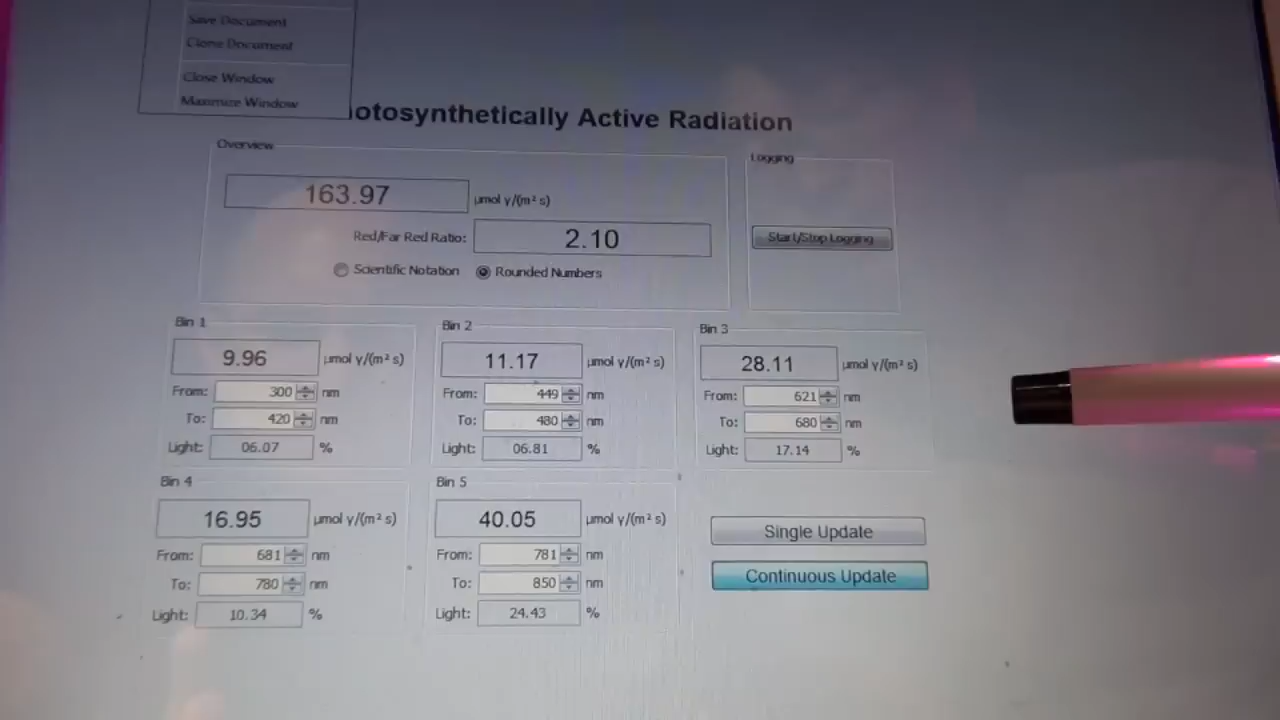 Save Document
Clone Document
Close Window
Maximize Window
otosynthetically Active Radiation
Overview
163.97 µmol γ/(m² s)
Red/Far Red Ratio: 2.10
Scientific Notation Rounded Numbers
Logging
Start/Stop Logging
Bin 1
9.96 µmol γ/(m² s)
From: 300 nm
To: 420 nm
Light: 06.07 %
Bin 2
11.17 µmol γ/(m² s)
From: 449 nm
To: 480 nm
Light: 06.81 %
Bin 3
28.11 µmol γ/(m² s)
From: 621 nm
To: 680 nm
Light: 17.14 %
Bin 4
16.95 µmol γ/(m² s)
From: 681 nm
To: 780 nm
Light: 10.34 %
Bin 5
40.05 µmol γ/(m² s)
From: 781 nm
To: 850 nm
Light: 24.43 %
Single Update
Continuous Update